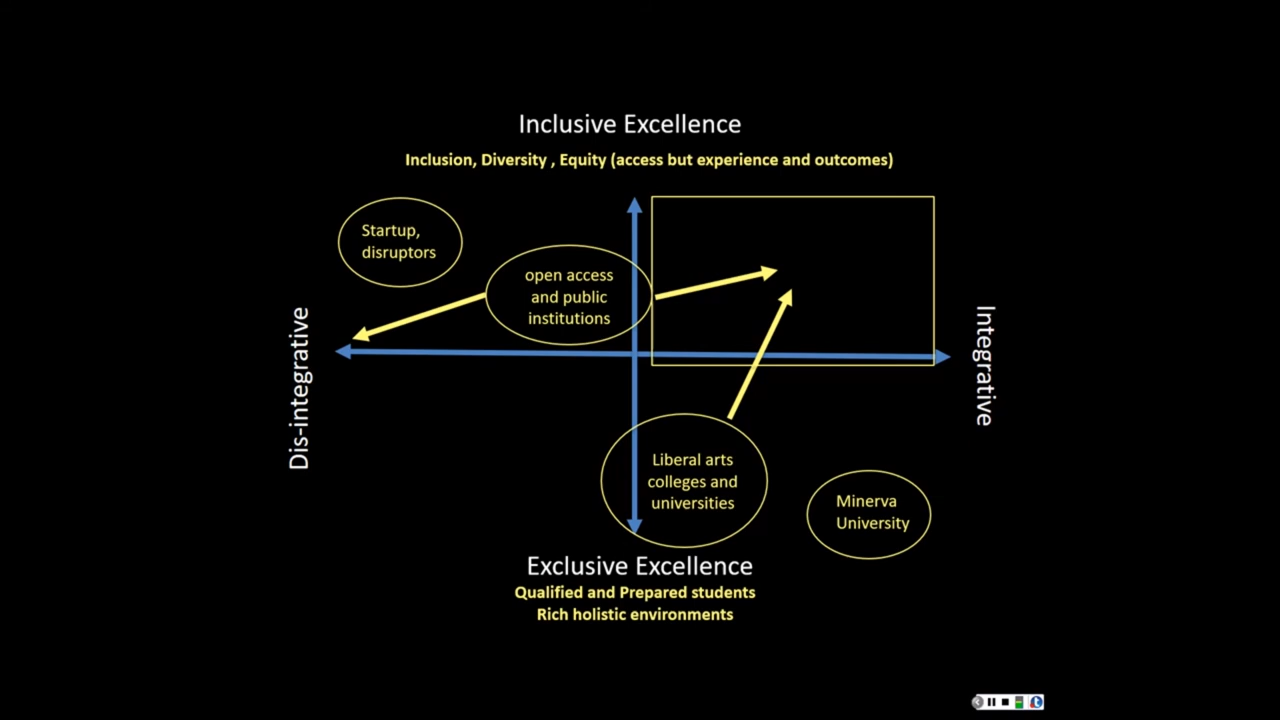 Inclusive Excellence
Inclusion, Diversity , Equity (access but experience and outcomes)
Startup,
disruptors
open access
and public
institutions
Dis-integrative
Integrative
Liberal arts
colleges and
universities
Minerva
University
Exclusive Excellence
Qualified and Prepared students
Rich holistic environments